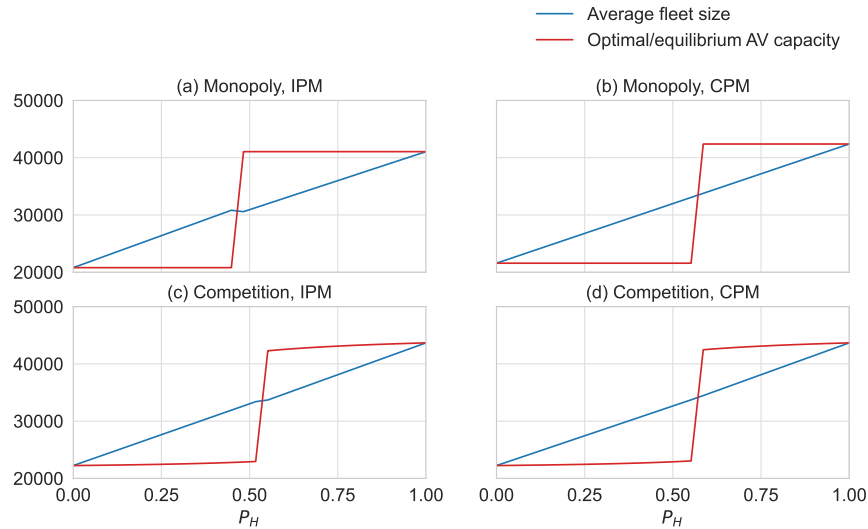 Average fleet size
Optimal/equilibrium AV capacity
(a) Monopoly, IPM
(b) Monopoly, CPM
50000
40000
30000
20000
(c) Competition, IPM
(d) Competition, CPM
50000
40000
30000
20000
0.00 0.25 0.50 0.75 1.00 0.00 0.25 0.50 0.75 1.00
P_H P_H